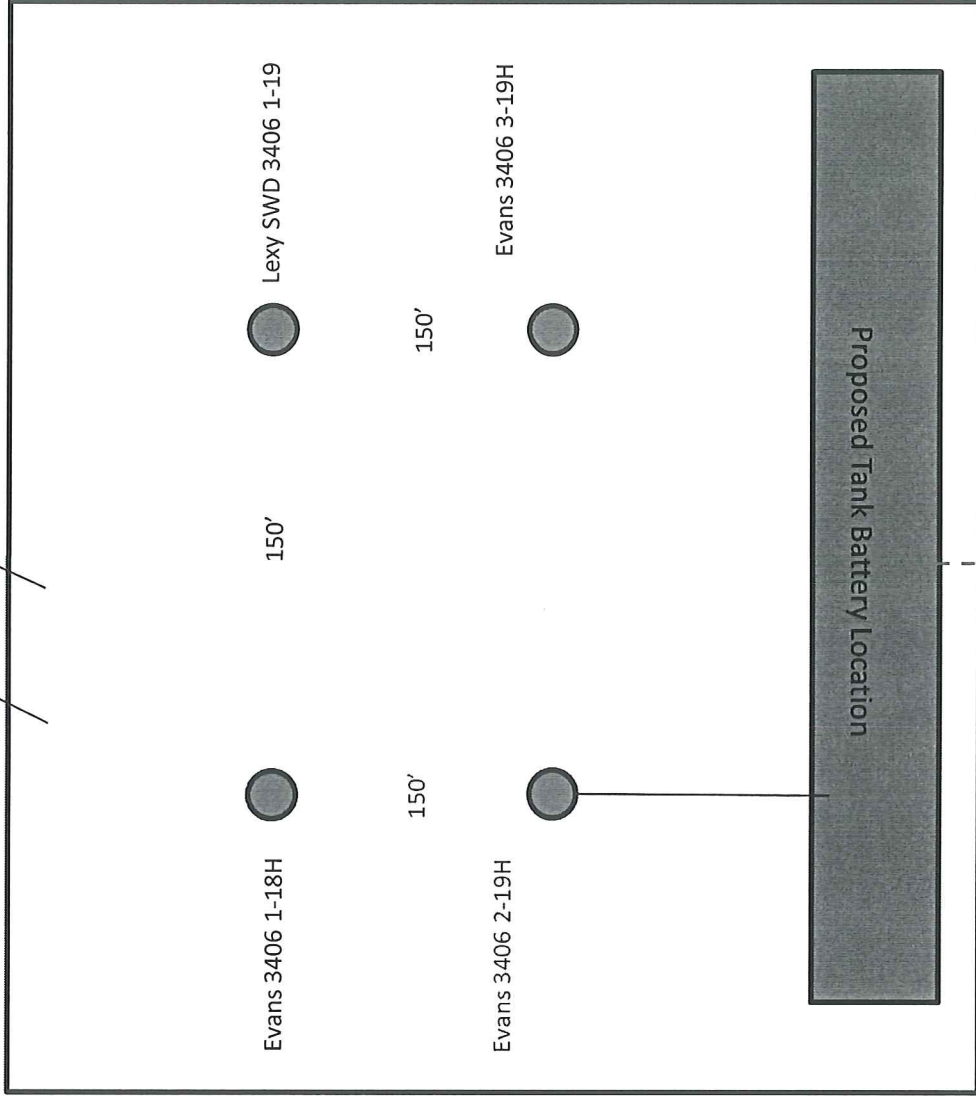 Lexy SWD 3406 1-19
Evans 3406 3-19H
150'
150'
150'
Evans 3406 1-18H
Evans 3406 2-19H
Proposed Tank Battery Location